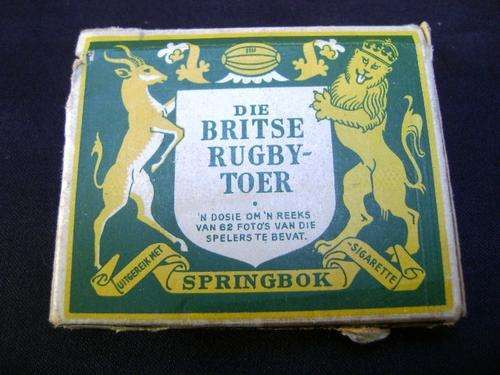 DIE
BRITSE
RUGBY-
TOER
'N DOSIE OM 'N REEKS
VAN 62 FOTO'S VAN DIE
SPELERS TE BEVAT.
UITGEREIK MET
SPRINGBOK
-SIGARETTE